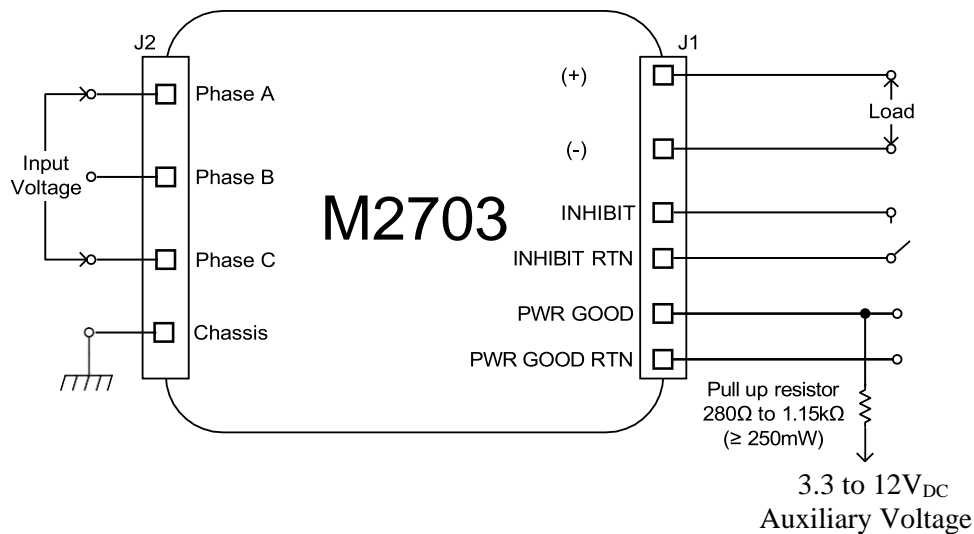 J2
J1
Phase A
Input
Voltage
Phase B
Phase C
Chassis
M2703
(+)
(-)
Load
INHIBIT
INHIBIT RTN
PWR GOOD
PWR GOOD RTN
Pull up resistor
280Ω to 1.15kΩ
(≥ 250mW)
3.3 to 12V_DC
Auxiliary Voltage